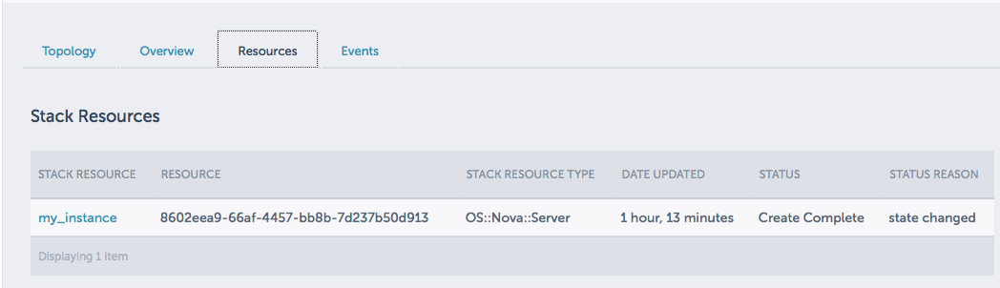 Topology Overview Resources Events
Stack Resources
STACK RESOURCE RESOURCE STACK RESOURCE TYPE DATE UPDATED STATUS STATUS REASON
my_instance 8602eea9-66af-4457-bb8b-7d237b50d913 OS::Nova::Server 1 hour, 13 minutes Create Complete state changed
Displaying 1 item